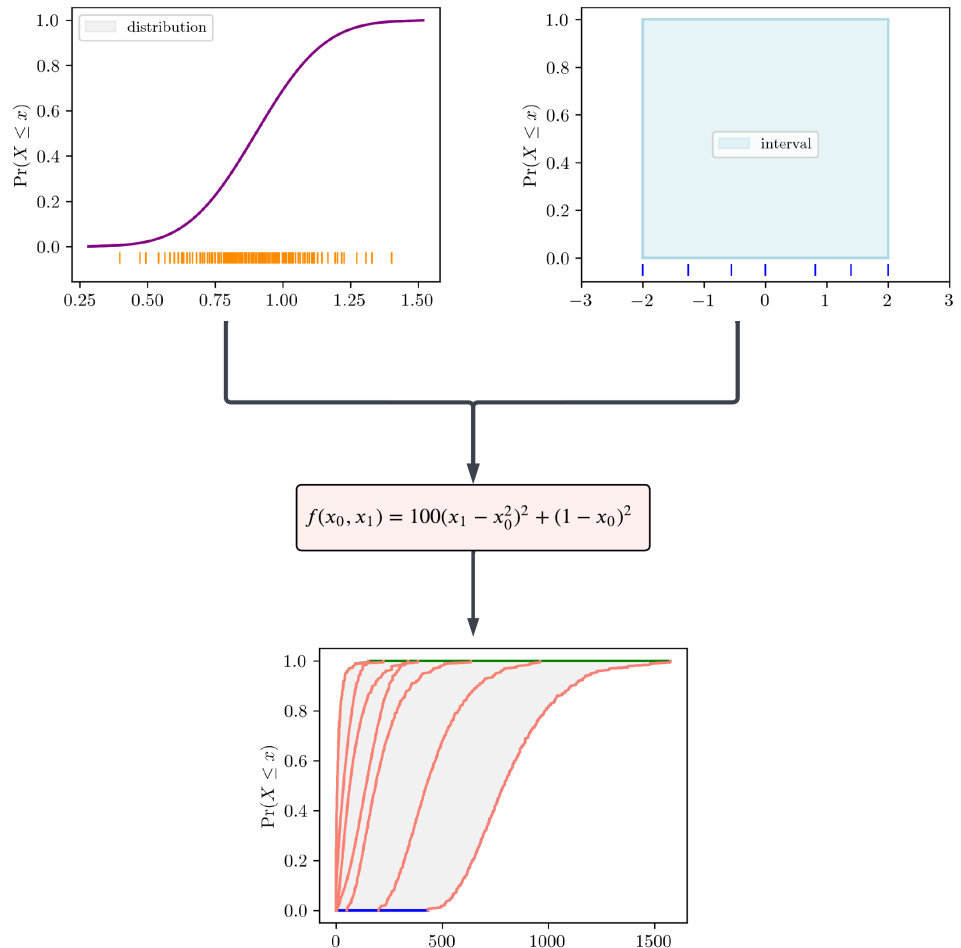 distribution
Pr(X ≤ x)
1.0
0.8
0.6
0.4
0.2
0.0
0.25 0.50 0.75 1.00 1.25 1.50
interval
Pr(X ≤ x)
1.0
0.8
0.6
0.4
0.2
0.0
−3 −2 −1 0 1 2 3
f(x₀, x₁) = 100(x₁ − x₀²)² + (1 − x₀)²
Pr(X ≤ x)
1.0
0.8
0.6
0.4
0.2
0.0
0 500 1000 1500